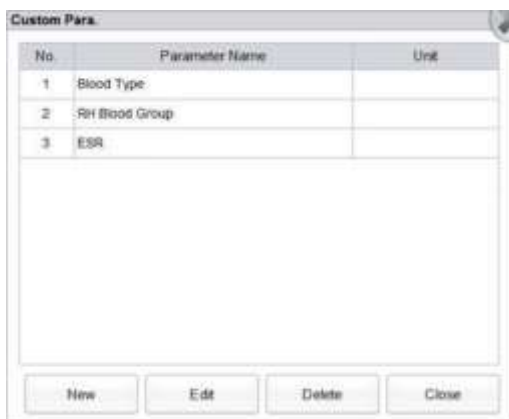 Custom Para.
No. Parameter Name Unit
1 Blood Type
2 RH Blood Group
3 ESR
New Edit Delete Close